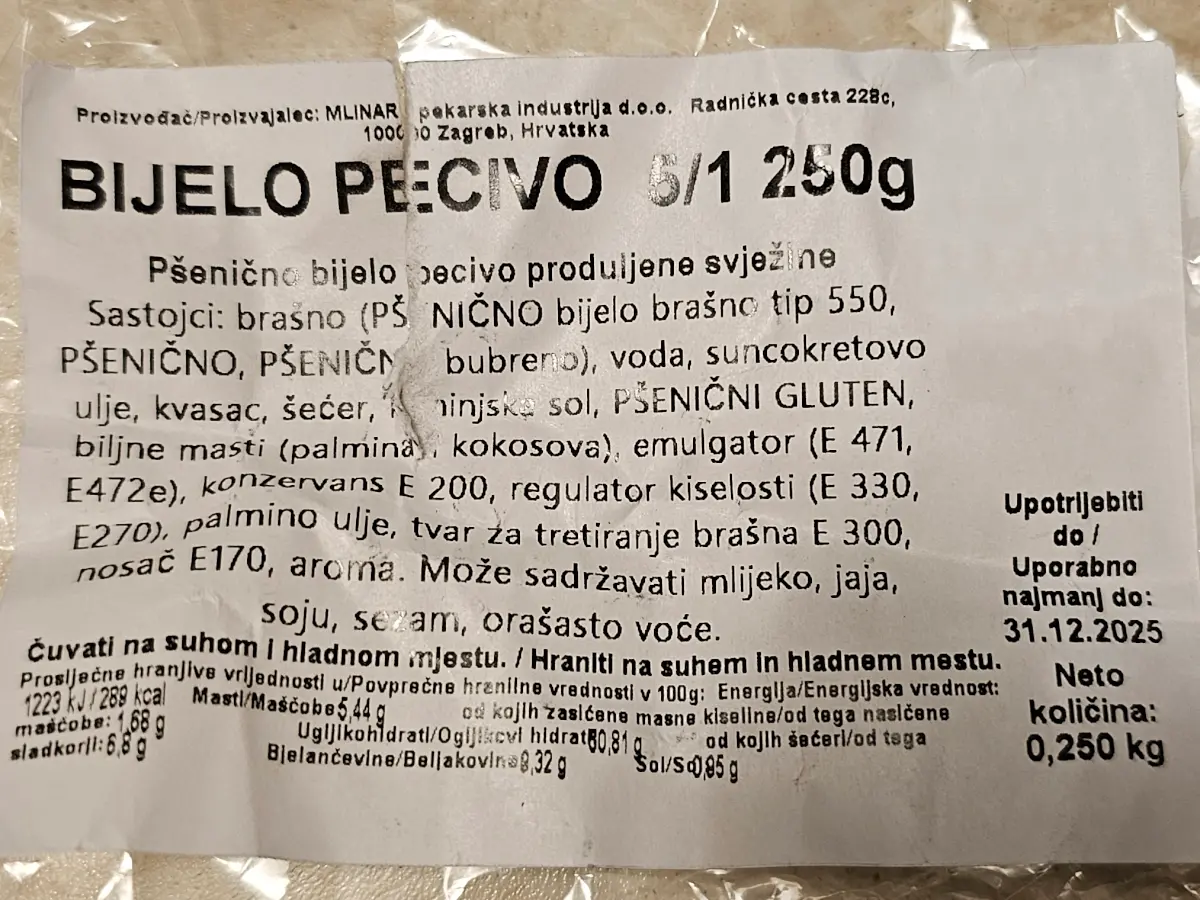 Proizvođač/Proizvajalec: MLINAR pekarska industrija d.o.o. Radnička cesta 228c,
Zagreb, Hrvatska
BIJELO PECIVO 5/1 250g
Pšenično bijelo pecivo produljene svježine
Sastojci: brašno (PŠ NIČNO bijelo brašno tip 550,
PŠENIČNO, PŠENIČN bubreno), voda, suncokretovo
ulje, kvasac, šećer, sol, PŠENIČNI GLUTEN,
biljne masti (palmina, kokosova), emulgator (E 471,
E472e), konzervans E 200, regulator kiselosti (E 330,
E270), palmino ulje, tvar za tretiranje brašna E 300,
nosač E170, aroma. Može sadržavati mlijeko, jaja,
soju, sezam, orašasto voće.
Čuvati na suhom i hladnom mjestu. / Hraniti na suhem in hladnem mestu.
Prosječne hranjive vrijednosti u/Povprečne hranilne vrednosti v 100g: Energija/Energijska vrednost:
1223 kJ / 289 kcal Masti/Maščobe 5,44 g od kojih zasićene masne kiseline/od tega nasičene
maščobe: 1,68 g Ugljikohidrati/Ogljikovi hidrati 50,81 g od kojih šećeri/od tega
sladkorji: 6,8 g Bjelančevine/Beljakovine ,32 g Sol/Sol 0,95 g
Upotrijebiti
do /
Uporabno
najmanj do:
31.12.2025
Neto
količina:
0,250 kg